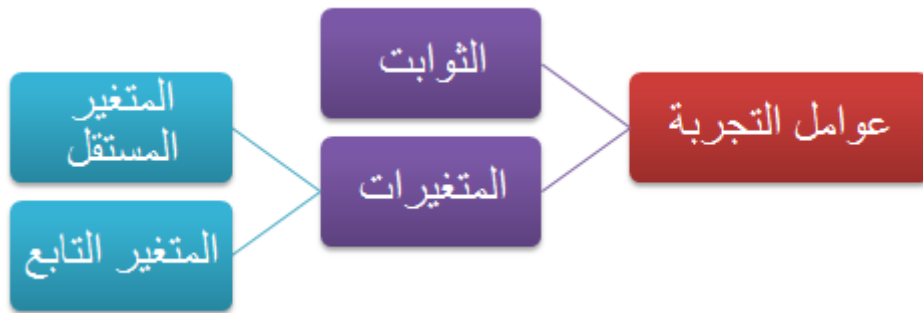 عوامل التجربة
الثوابت
المتغيرات
المتغير
المستقل
المتغير التابع